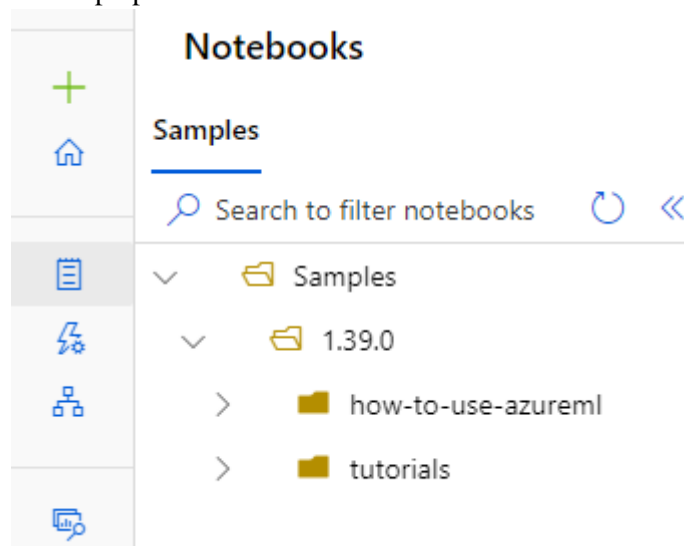 Notebooks
Samples
Search to filter notebooks
Samples
1.39.0
how-to-use-azureml
tutorials